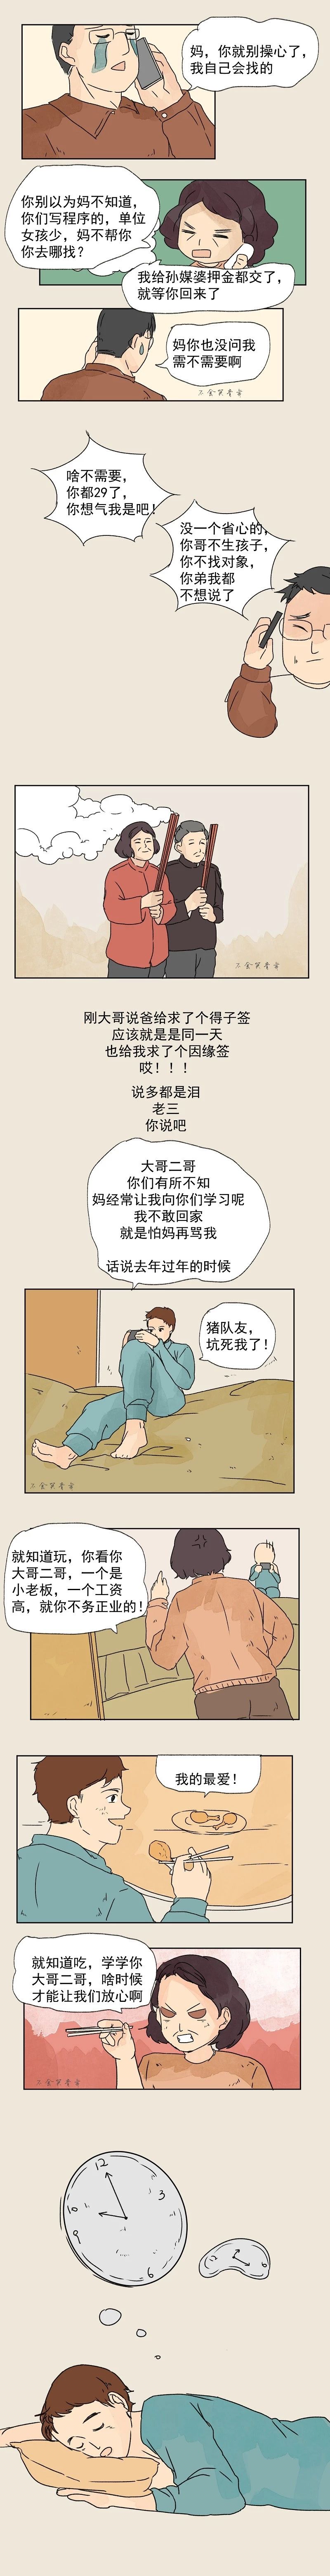 妈，你就别操心了，
我自己会找的
你别以为妈不知道，
你们写程序的，单位
女孩少，妈不帮你
你去哪找？
我给孙媒婆押金都交了，
就等你回来了
妈你也没问我
需不需要啊
啥不需要，
你都29了，
你想气我是吧！
没一个省心的，
你哥不生孩子，
你不找对象，
你弟我都
不想说了
刚大哥说爸给求了个得子签
应该就是是同一天
也给我求了个因缘签
哎！！！
说多都是泪
老三
你说吧
大哥二哥
你们有所不知
妈经常让我向你们学习呢
我不敢回家
就是怕妈再骂我
话说去年过年的时候
猪队友，
坑死我了！
就知道玩，你看你
大哥二哥，一个是
小老板，一个工资
高，就你不务正业的！
我的最爱！
就知道吃，学学你
大哥二哥，啥时候
才能让我们放心啊
12
3
10
9
6